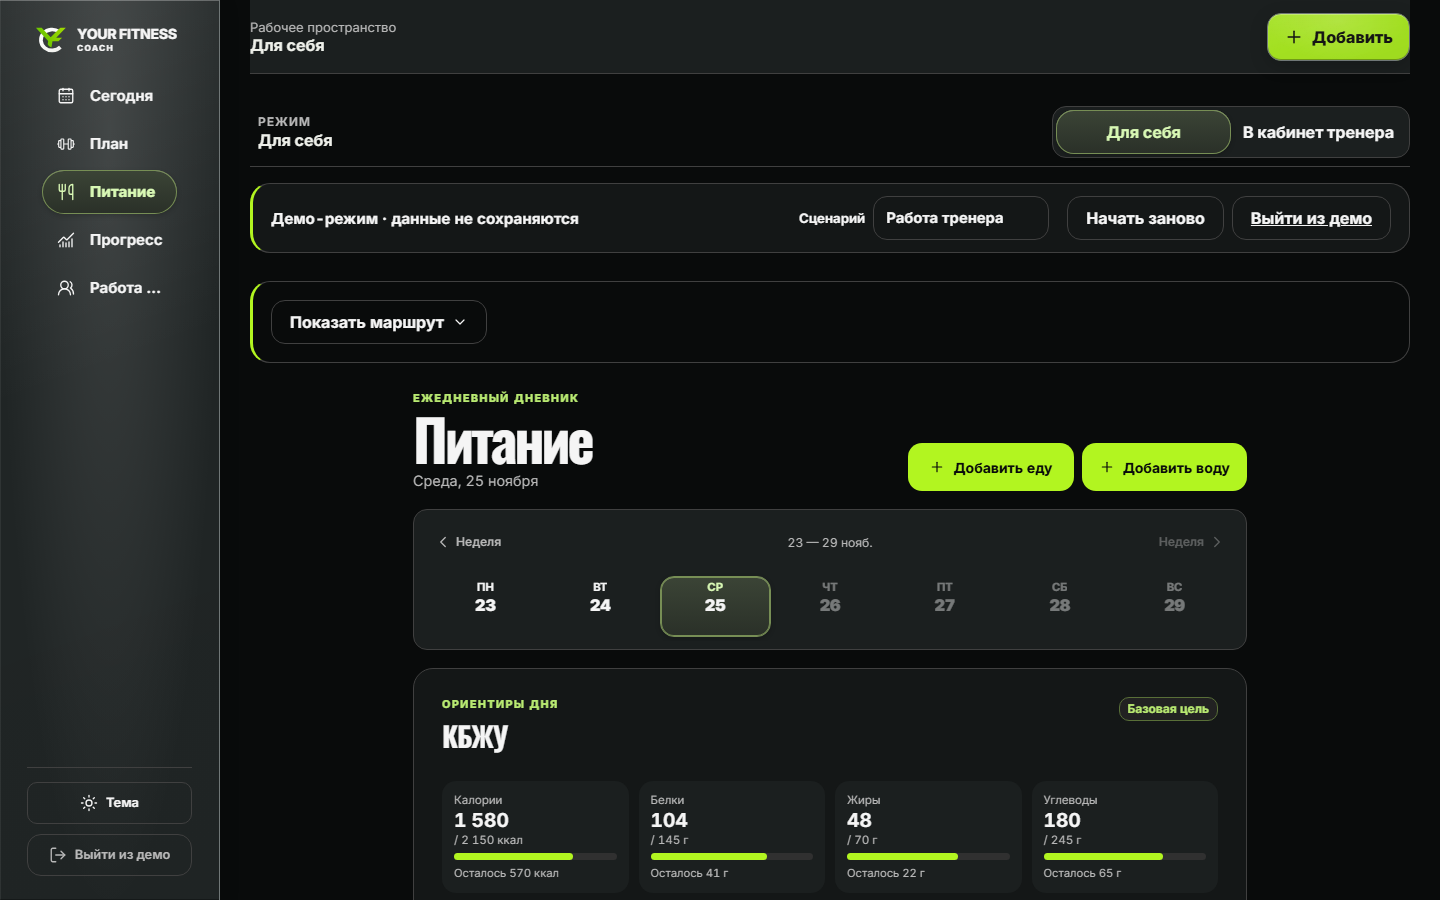 YOUR FITNESS
COACH
Сегодня
План
Питание
Прогресс
Работа ...
Тема
Выйти из демо
Рабочее пространство
Для себя
Добавить
РЕЖИМ
Для себя
Для себя
В кабинет тренера
Демо-режим · данные не сохраняются
Сценарий
Работа тренера
Начать заново
Выйти из демо
Показать маршрут
ЕЖЕДНЕВНЫЙ ДНЕВНИК
Питание
Среда, 25 ноября
Добавить еду
Добавить воду
Неделя
23 — 29 нояб.
Неделя
ПН
23
ВТ
24
СР
25
ЧТ
26
ПТ
27
СБ
28
ВС
29
ОРИЕНТИРЫ ДНЯ
КБЖУ
Базовая цель
Калории
1 580
/ 2 150 ккал
Осталось 570 ккал
Белки
104
/ 145 г
Осталось 41 г
Жиры
48
/ 70 г
Осталось 22 г
Углеводы
180
/ 245 г
Осталось 65 г